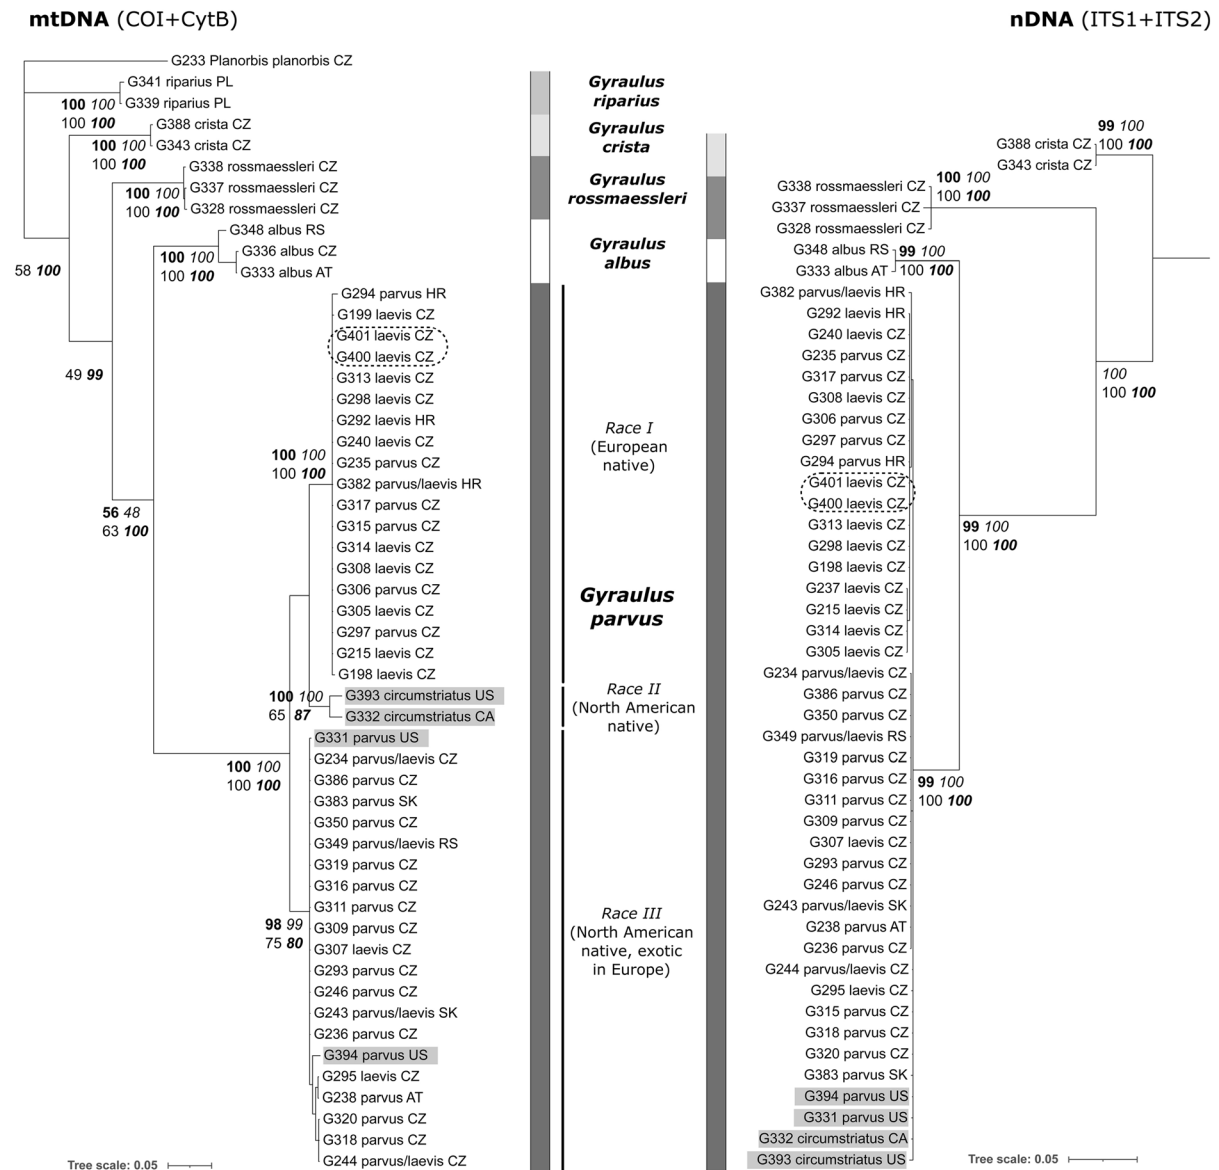 mtDNA (COI+CytB)
nDNA (ITS1+ITS2)
G233 Planorbis planorbis CZ
G341 riparius PL
G339 riparius PL
100 100
100 100
G388 crista CZ
G343 crista CZ
100 100
100 100
G338 rossmaessleri CZ
G337 rossmaessleri CZ
G328 rossmaessleri CZ
100 100
100 100
G348 albus RS
G336 albus CZ
G333 albus AT
100 100
100 100
58 100
49 99
56 48
63 100
G294 parvus HR
G199 laevis CZ
G401 laevis CZ
G400 laevis CZ
G313 laevis CZ
G298 laevis CZ
G292 laevis HR
G240 laevis CZ
G235 parvus CZ
G382 parvus/laevis HR
G317 parvus CZ
G315 parvus CZ
G314 laevis CZ
G308 laevis CZ
G306 parvus CZ
G305 laevis CZ
G297 parvus CZ
G215 laevis CZ
G198 laevis CZ
100 100
100 100
G393 circumstriatus US
G332 circumstriatus CA
100 100
65 87
G331 parvus US
G234 parvus/laevis CZ
G386 parvus CZ
G383 parvus SK
G350 parvus CZ
G349 parvus/laevis RS
G319 parvus CZ
G316 parvus CZ
G311 parvus CZ
G309 parvus CZ
G307 laevis CZ
G293 parvus CZ
G246 parvus CZ
G243 parvus/laevis SK
G236 parvus CZ
G394 parvus US
G295 laevis CZ
G238 parvus AT
G320 parvus CZ
G318 parvus CZ
G244 parvus/laevis CZ
100 100
100 100
98 99
75 80
Tree scale: 0.05
Gyraulus
riparius
Gyraulus
crista
Gyraulus
rossmaessleri
Gyraulus
albus
Race I
(European
native)
Gyraulus
parvus
Race II
(North American
native)
Race III
(North American
native, exotic
in Europe)
99 100
100 100
G388 crista CZ
G343 crista CZ
100 100
100 100
G338 rossmaessleri CZ
G337 rossmaessleri CZ
G328 rossmaessleri CZ
G348 albus RS
G333 albus AT
99 100
100 100
G382 parvus/laevis HR
G292 laevis HR
G240 laevis CZ
G235 parvus CZ
G317 parvus CZ
G308 laevis CZ
G306 parvus CZ
G297 parvus CZ
G294 parvus HR
G401 laevis CZ
G400 laevis CZ
G313 laevis CZ
G298 laevis CZ
G198 laevis CZ
G237 laevis CZ
G215 laevis CZ
G314 laevis CZ
G305 laevis CZ
G234 parvus/laevis CZ
G386 parvus CZ
G350 parvus CZ
G349 parvus/laevis RS
G319 parvus CZ
G316 parvus CZ
G311 parvus CZ
G309 parvus CZ
G307 laevis CZ
G293 parvus CZ
G246 parvus CZ
G243 parvus/laevis SK
G238 parvus AT
G236 parvus CZ
G244 parvus/laevis CZ
G295 laevis CZ
G315 parvus CZ
G318 parvus CZ
G320 parvus CZ
G383 parvus SK
G394 parvus US
G331 parvus US
G332 circumstriatus CA
G393 circumstriatus US
100
100 100
99 100
100 100
99 100
100 100
Tree scale: 0.05